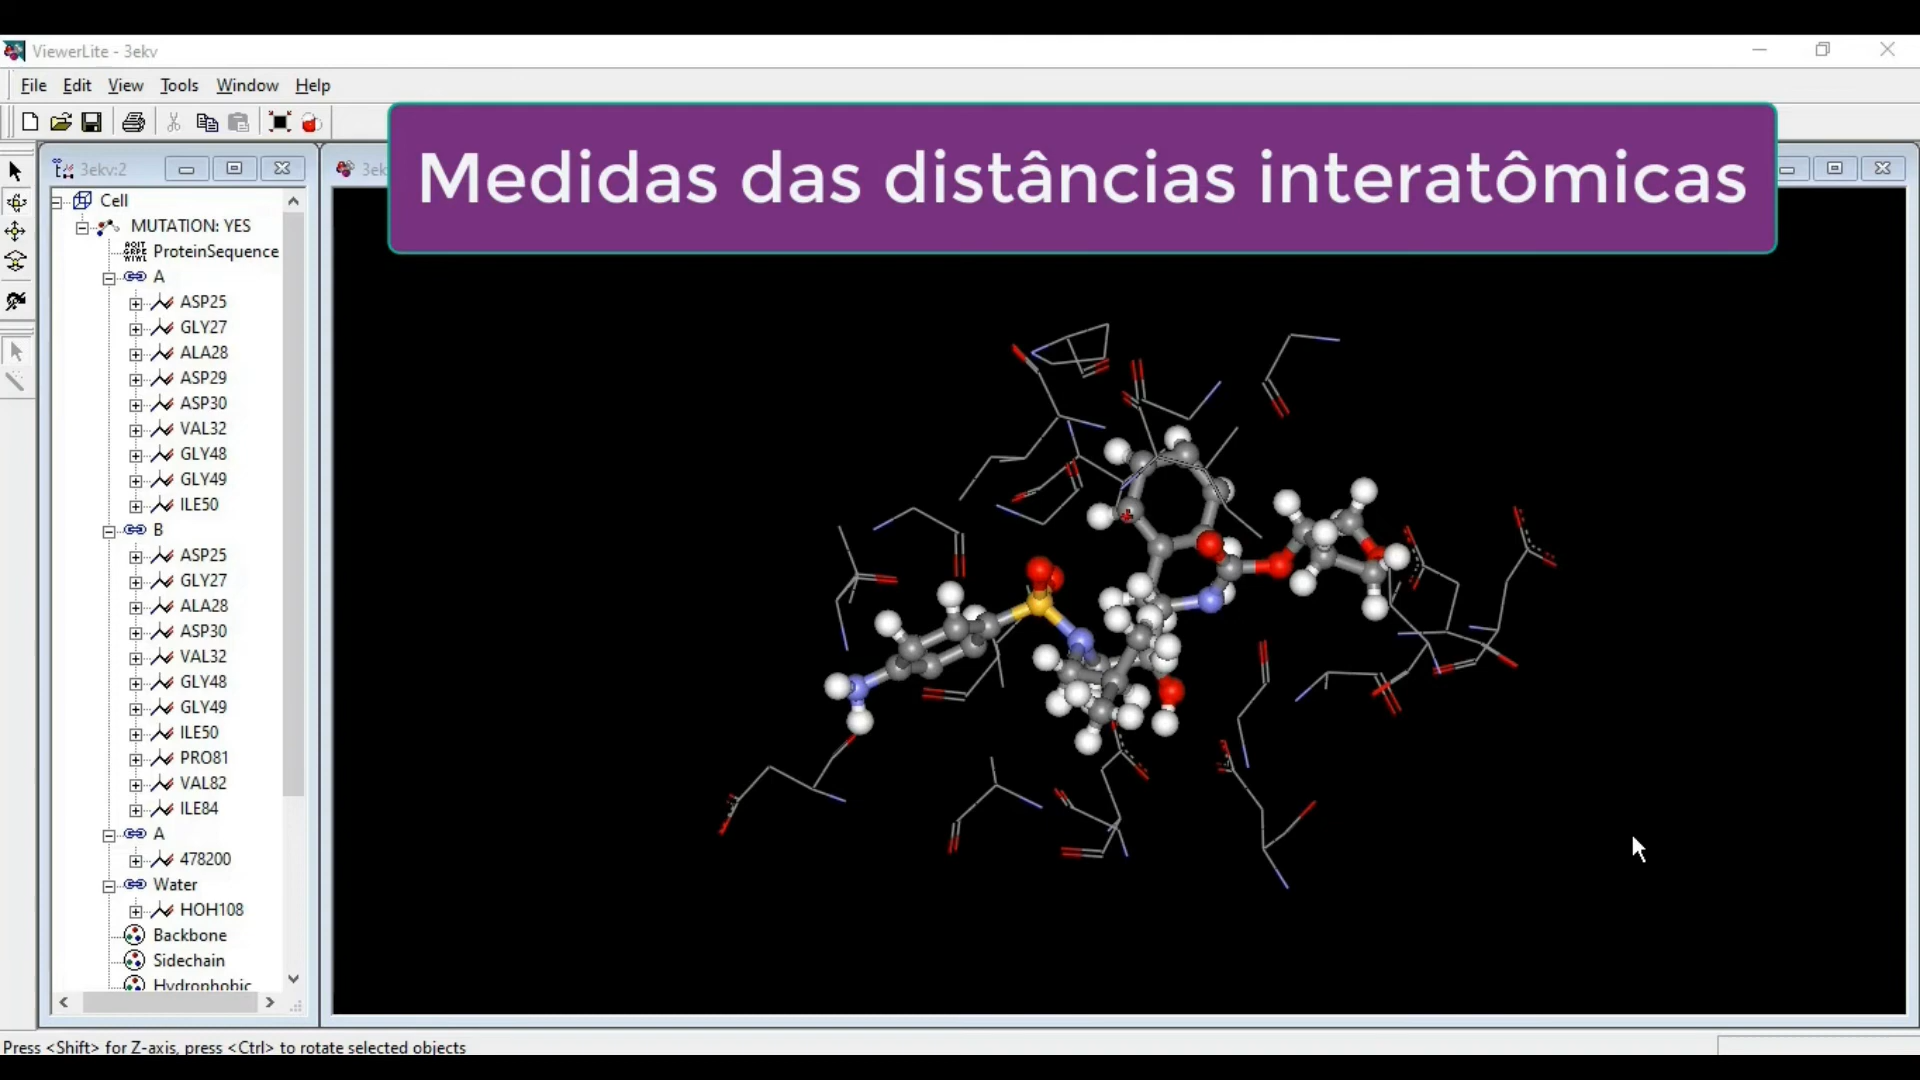 ViewerLite - 3ekv
File Edit View Tools Window Help
Medidas das distâncias interatômicas
3ekv:2
3ek
Cell
MUTATION: YES
ProteinSequence
A
ASP25
GLY27
ALA28
ASP29
ASP30
VAL32
GLY48
GLY49
ILE50
B
ASP25
GLY27
ALA28
ASP30
VAL32
GLY48
GLY49
ILE50
PRO81
VAL82
ILE84
A
478200
Water
HOH108
Backbone
Sidechain
Hydrophobic
Press <Shift> for Z-axis, press <Ctrl> to rotate selected objects